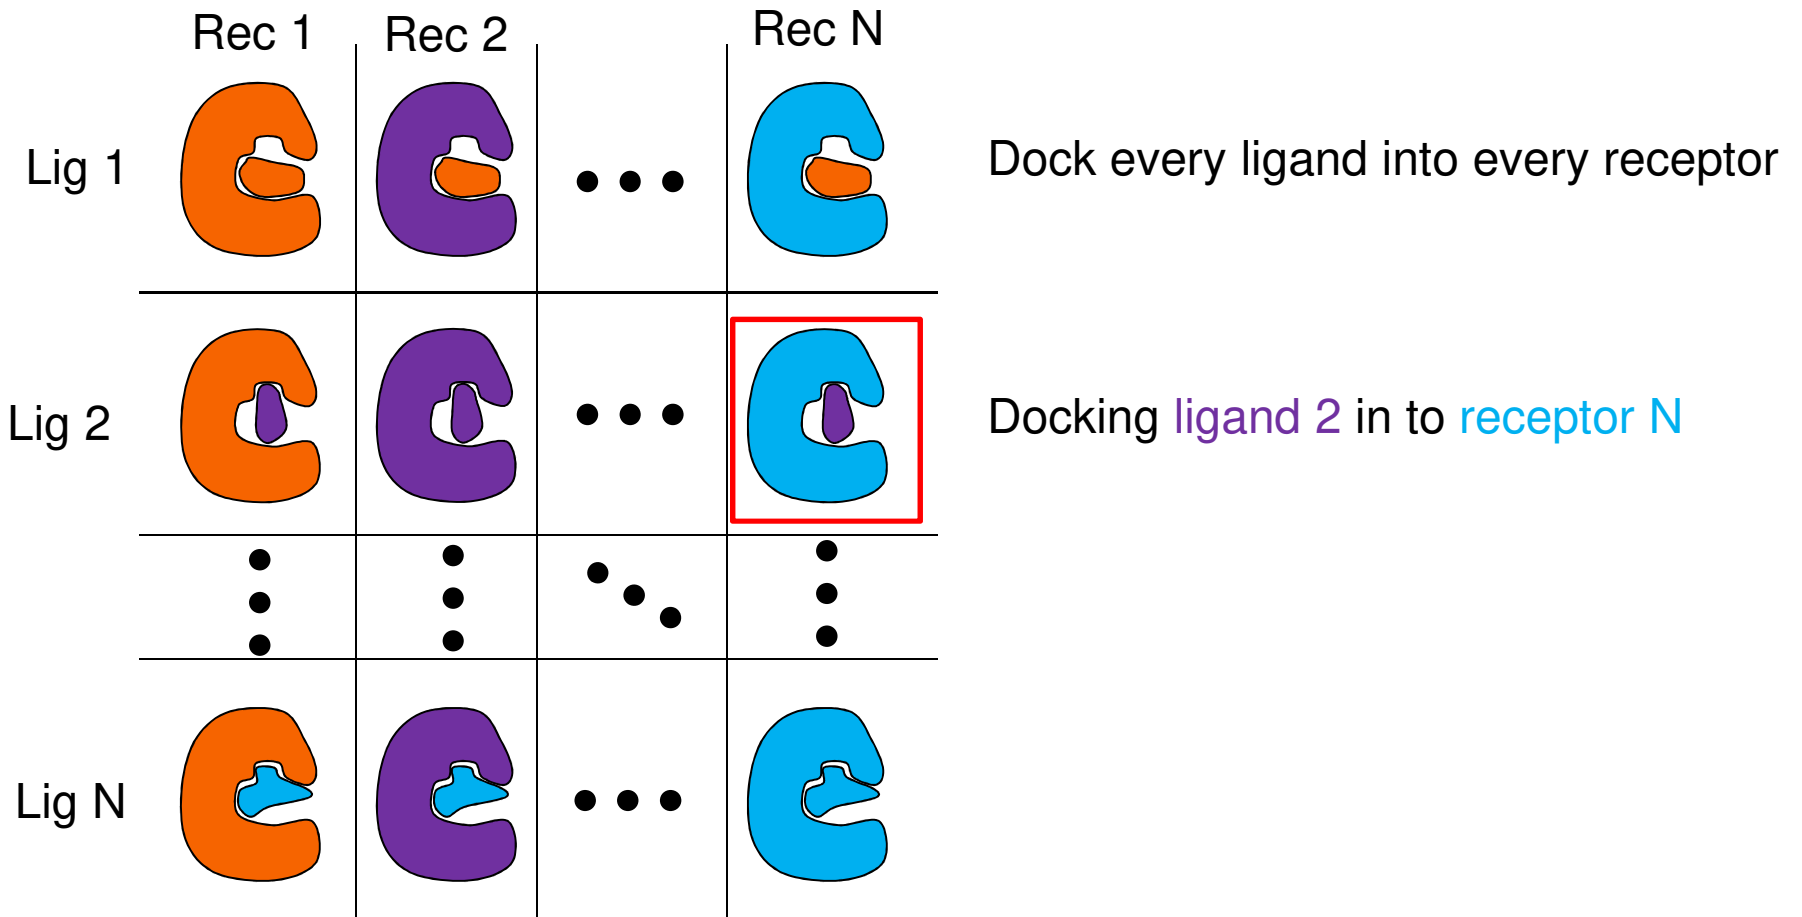 Rec 1
Rec 2
Rec N
Lig 1
Dock every ligand into every receptor
Lig 2
Docking ligand 2 in to receptor N
Lig N